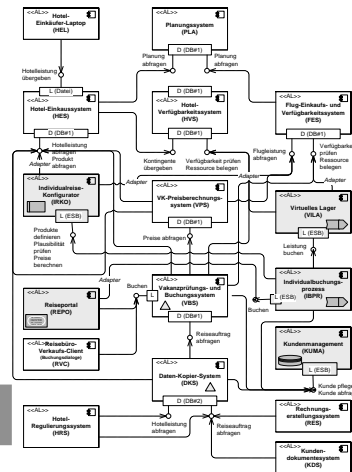 <<AL>>
Hotel-
Einkäufer-Laptop
(HEL)
<<AL>>
Planungssystem
(PLA)
D (DB#1)
Hotelleistung
übergeben
Planung
abfragen
Planung
abfragen
L (Datei)
<<AL>>
Hotel-Einkaussystem
(HES)
D (DB#1)
<<AL>>
Hotel-
Verfügbarkeitssystem
(HVS)
D (DB#1)
<<AL>>
Flug-Einkaufs- und
Verfügbarkeitssystem
(FES)
D (DB#1)
Hotelleistung
abfragen
Produkt
abfragen
Adapter
Kontingente
übergeben
Verfügbarkeit prüfen
Ressource belegen
Flugleistung
abfragen
Verfügbarkeit
prüfen
Ressource
belegen
Adapter
Adapter
Adapter
<<AL>>
Individualreise-
Konfigurator
(IRKO)
L (ESB)
<<AL>>
VK-Preisberechnungs-
system (VPS)
D (DB#1)
<<AL>>
Virtuelles Lager
(VILA)
L (ESB)
Produkte
definieren
Plausibilität
prüfen
Preise
berechnen
Preise abfragen
Leistung
buchen
Adapter
<<AL>>
Reiseportal
(REPO)
Buchen
L
<<AL>>
Vakanzprüfungs- und
Buchungssystem
(VBS)
D (DB#1)
L (ESB)
<<AL>>
Individualbuchungs-
prozess
(IBPR)
Buchen
<<AL>>
Reisebüro-
Verkaufs-Client
(Buchungsdialoge)
(RVC)
Reiseauftrag
abfragen
<<AL>>
Kundenmanagement
(KUMA)
L (ESB)
<<AL>>
Daten-Kopier-System
(DKS)
D (DB#2)
Kunde pflegen
Kunde abfragen
<<AL>>
Hotel-
Regulierungssystem
(HRS)
Hotelleistung
abfragen
Reiseauftrag
abfragen
<<AL>>
Rechnungs-
erstellungssystem
(RES)
<<AL>>
Kunden-
dokumentesystem
(KDS)